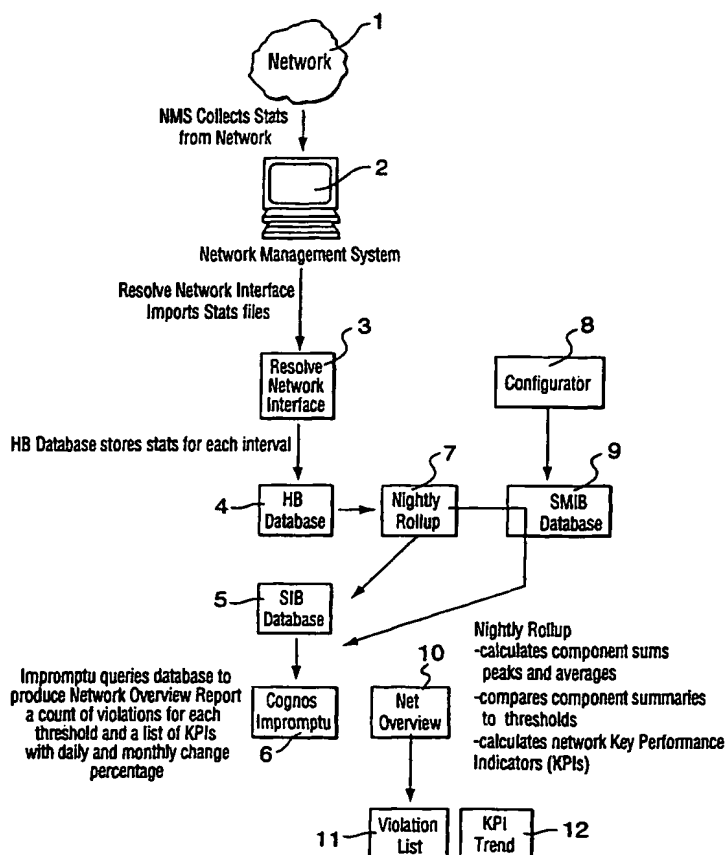 1
Network
NMS Collects Stats
from Network
2
Network Management System
Resolve Network Interface
Imports Stats files
3
Resolve
Network
Interface
8
Configurator
HB Database stores stats for each interval
7
9
4
HB
Database
Nightly
Rollup
SMIB
Database
5
SIB
Database
Impromptu queries database to
produce Network Overview Report
a count of violations for each
threshold and a list of KPIs
with daily and monthly change
percentage
Cognos
Impromptu
6
10
Net
Overview
Nightly Rollup
-calculates component sums
peaks and averages
-compares component summaries
to thresholds
-calculates network Key Performance
Indicators (KPIs)
11
Violation
List
KPI
Trend
12